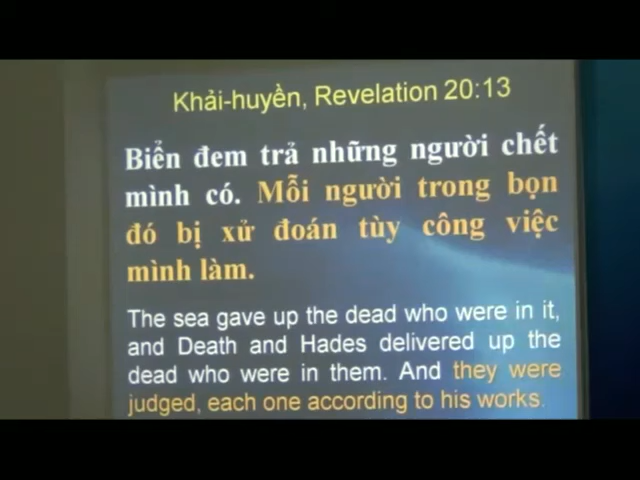 Khải-huyền, Revelation 20:13
Biển đem trả những người chết
mình có. Mỗi người trong bọn
đó bị xử đoán tùy công việc
mình làm.
The sea gave up the dead who were in it,
and Death and Hades delivered up the
dead who were in them. And they were
judged, each one according to his works.